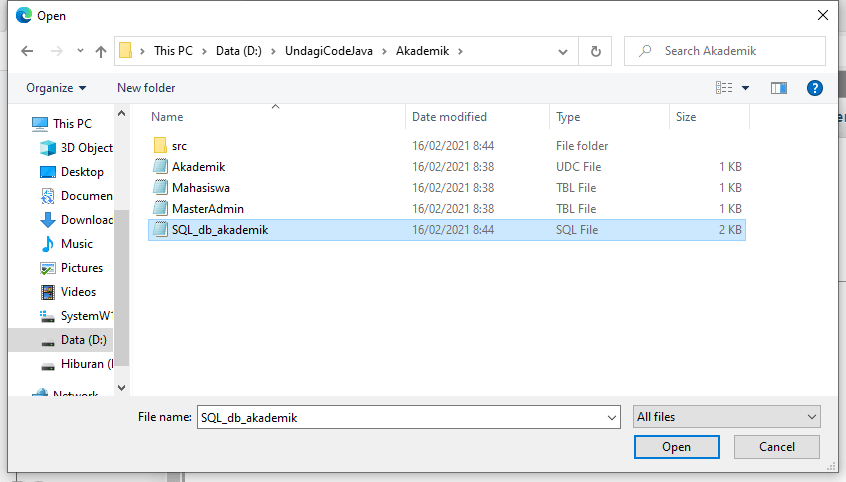 Open
This PC > Data (D:) > UndagiCodeJava > Akademik >
Search Akademik
Organize
New folder
Name Date modified Type Size
src 16/02/2021 8:44 File folder
Akademik 16/02/2021 8:38 UDC File 1 KB
Mahasiswa 16/02/2021 8:38 TBL File 1 KB
MasterAdmin 16/02/2021 8:38 TBL File 1 KB
SQL_db_akademik 16/02/2021 8:44 SQL File 2 KB
This PC
3D Object
Desktop
Documen
Download
Music
Pictures
Videos
SystemW1
Data (D:)
Hiburan (
Network
File name: SQL_db_akademik
All files
Open
Cancel